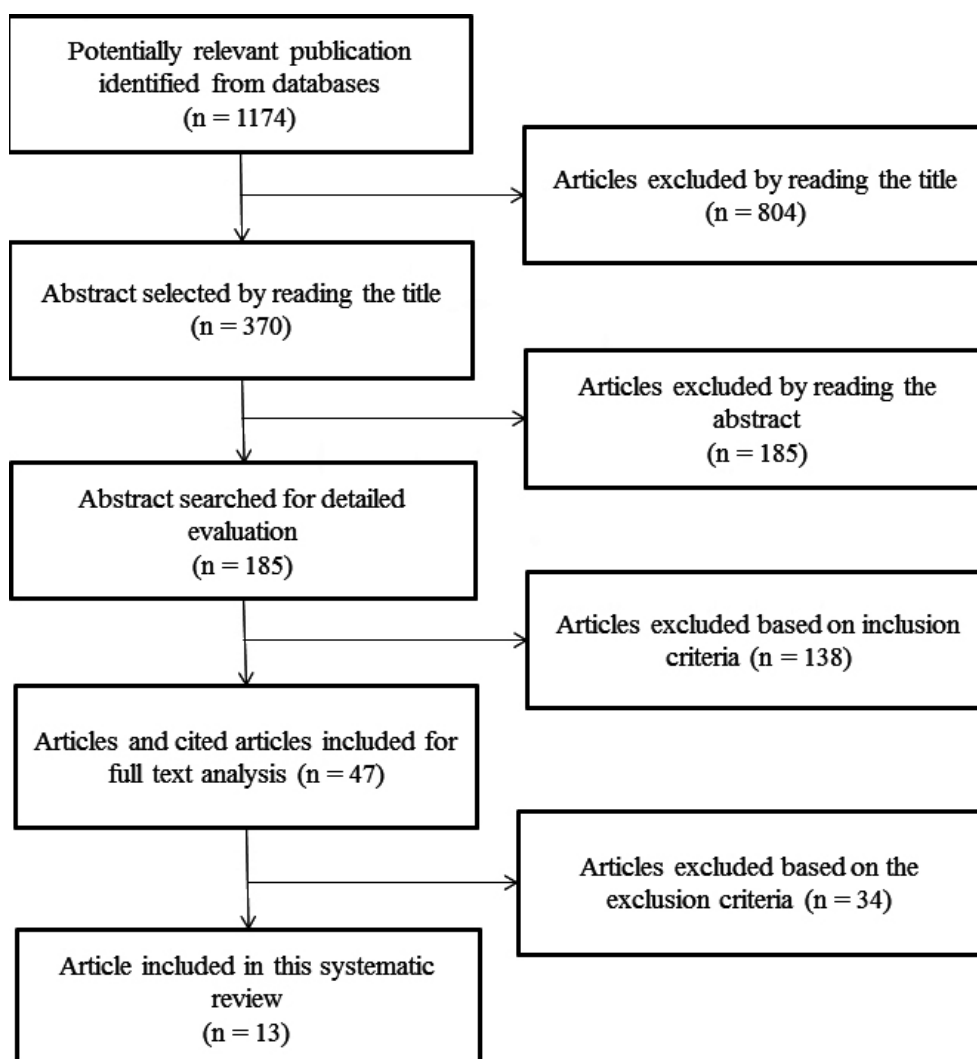 Potentially relevant publication
identified from databases
(n = 1174)
Articles excluded by reading the title
(n = 804)
Abstract selected by reading the title
(n = 370)
Articles excluded by reading the
abstract
(n = 185)
Abstract searched for detailed
evaluation
(n = 185)
Articles excluded based on inclusion
criteria (n = 138)
Articles and cited articles included for
full text analysis (n = 47)
Articles excluded based on the
exclusion criteria (n = 34)
Article included in this systematic
review
(n = 13)